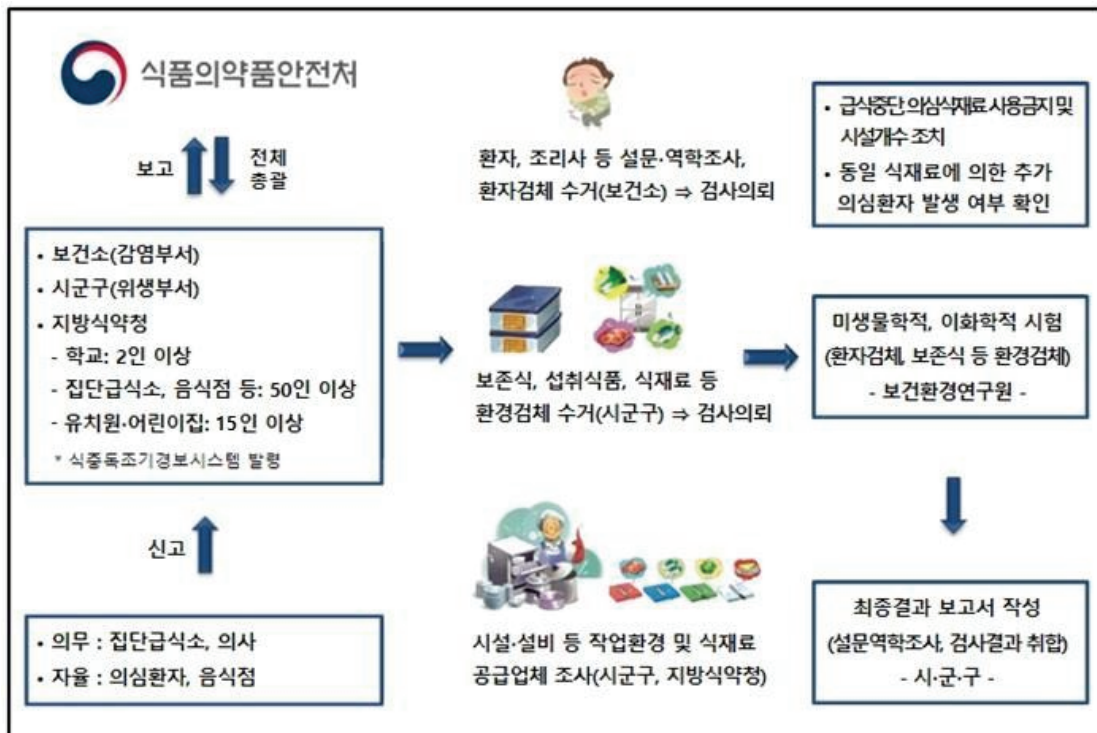 식품의약품안전처
보고
전체
총괄
• 보건소(감염부서)
• 시군구(위생부서)
• 지방식약청
- 학교: 2인 이상
- 집단급식소, 음식점 등: 50인 이상
- 유치원·어린이집: 15인 이상
* 식중독조기경보시스템 발령
신고
• 의무 : 집단급식소, 의사
• 자율 : 의심환자, 음식점
환자, 조리사 등 설문·역학조사,
환자검체 수거(보건소) ⇒ 검사의뢰
보존식, 섭취식품, 식재료 등
환경검체 수거(시군구) ⇒ 검사의뢰
시설·설비 등 작업환경 및 식재료
공급업체 조사(시군구, 지방식약청)
• 급식중단 의심식재료 사용금지 및
시설개수 조치
• 동일 식재료에 의한 추가
의심환자 발생 여부 확인
미생물학적, 이화학적 시험
(환자검체, 보존식 등 환경검체)
- 보건환경연구원 -
최종결과 보고서 작성
(설문역학조사, 검사결과 취합)
- 시·군·구 -